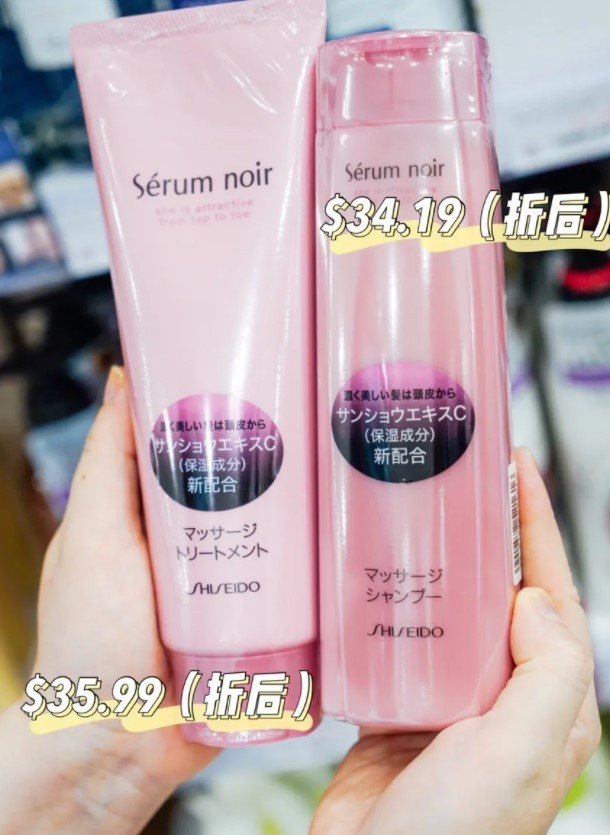 Sérum noir
she is attractive
from top to toe
濃く美しい髪は頭皮から
サンショウエキスC
(保湿成分)
新配合
マッサージ
トリートメント
SHISEIDO
$35.99（折后）
Sérum noir
she is attractive
$34.19（折后）
濃く美しい髪は頭皮から
サンショウエキスC
(保湿成分)
新配合
マッサージ
シャンプー
SHISEIDO